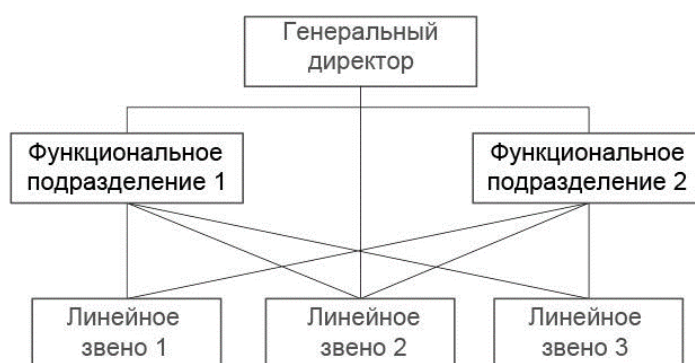 Генеральный
директор
Функциональное
подразделение 1
Функциональное
подразделение 2
Линейное
звено 1
Линейное
звено 2
Линейное
звено 3